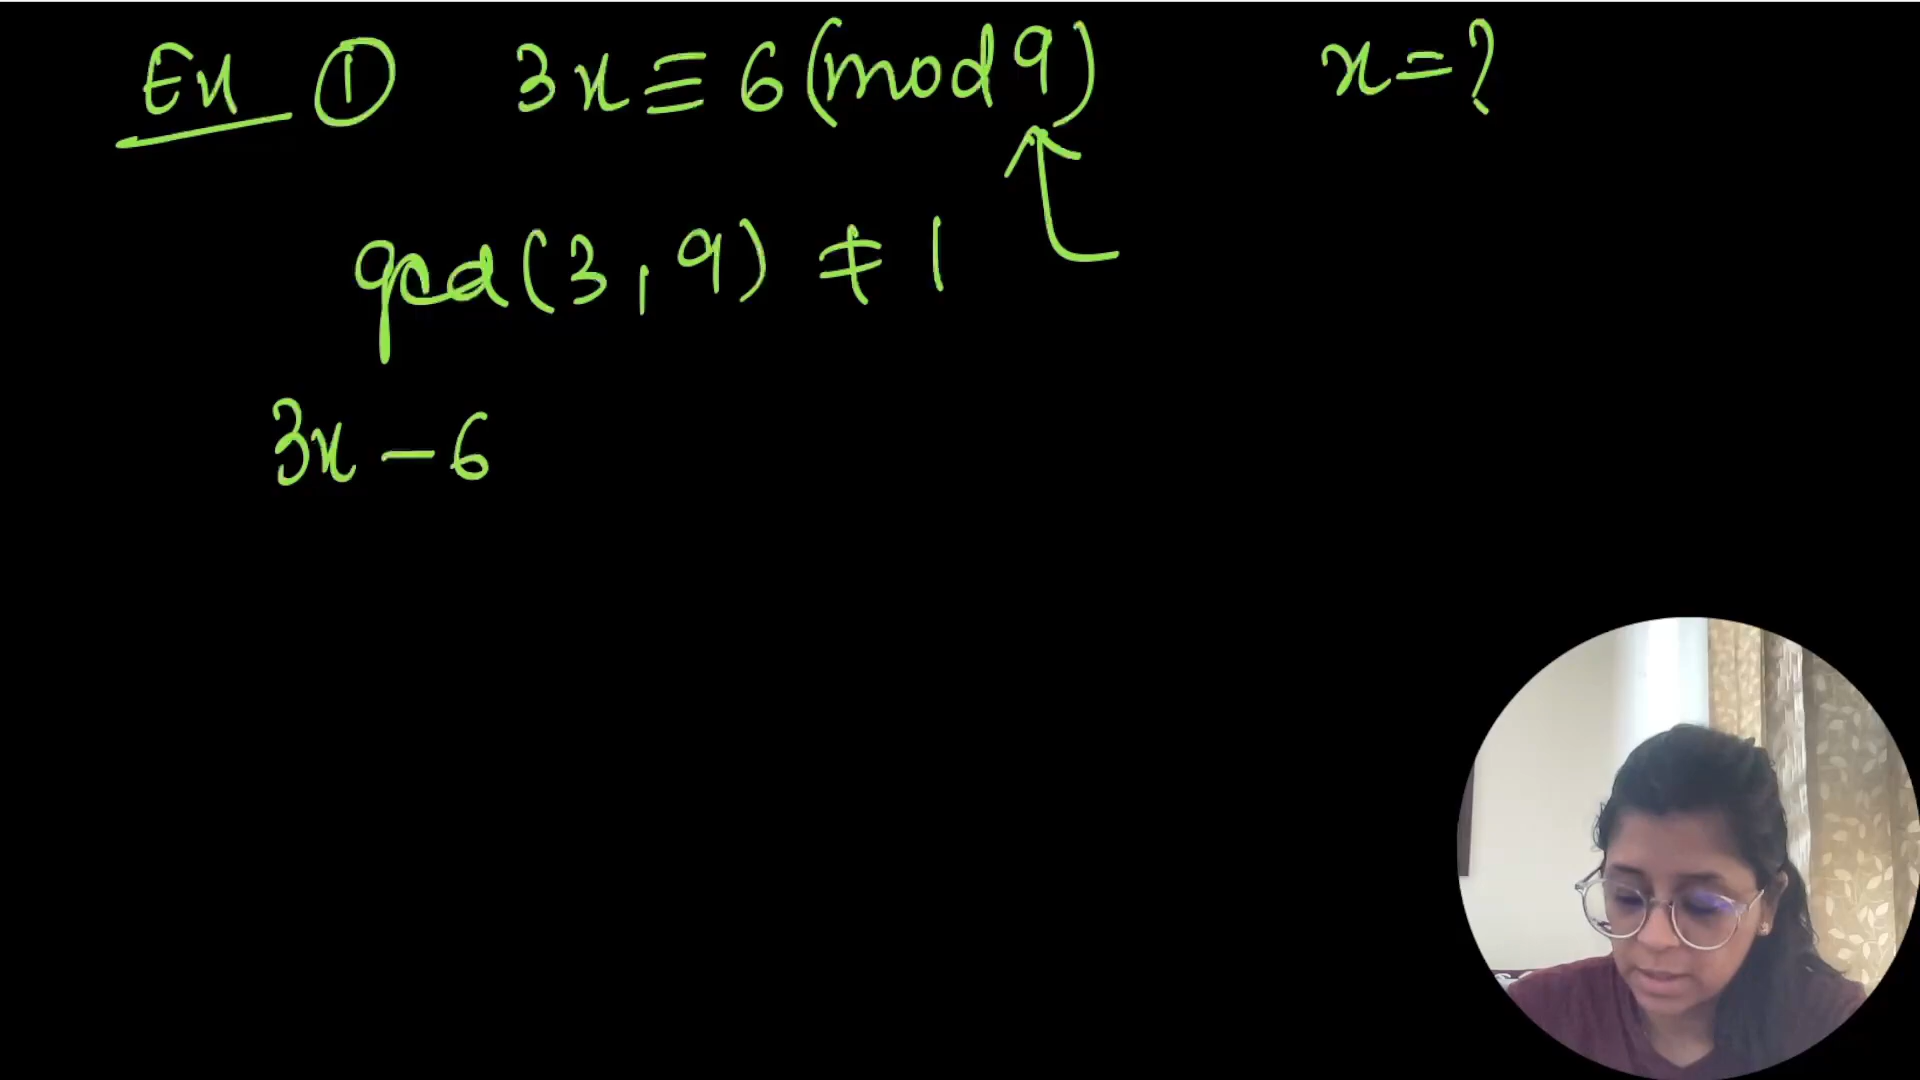 Ex ① 3x ≡ 6 (mod 9) x = ?
gcd(3, 9) ≠ 1
3x - 6